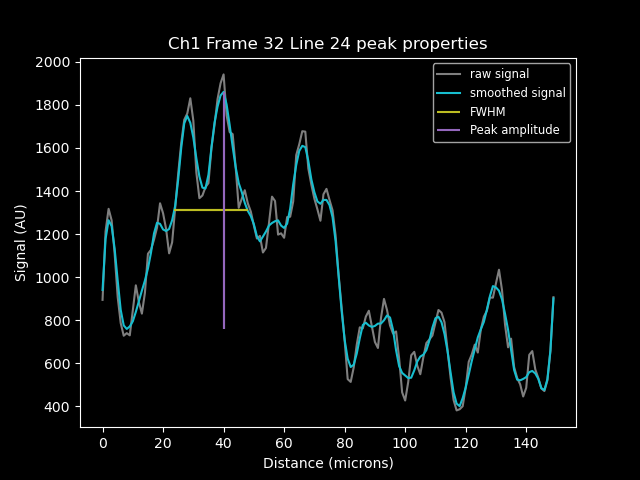 Ch1 Frame 32 Line 24 peak properties
raw signal
smoothed signal
FWHM
Peak amplitude
Signal (AU)
2000
1800
1600
1400
1200
1000
800
600
400
0 20 40 60 80 100 120 140
Distance (microns)